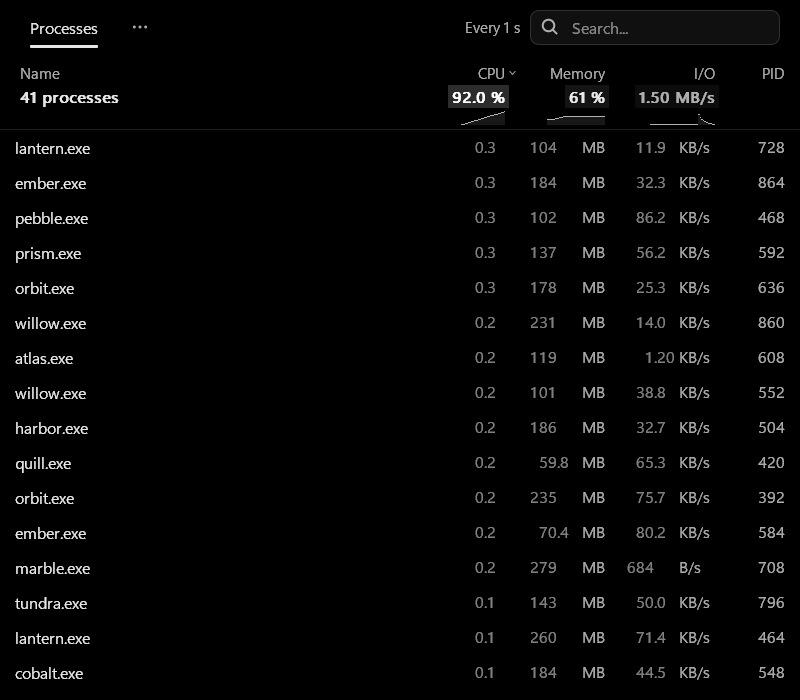 Processes ··· Every 1 s Search...
Name CPU Memory I/O PID
41 processes 92.0 % 61 % 1.50 MB/s
lantern.exe 0.3 104 MB 11.9 KB/s 728
ember.exe 0.3 184 MB 32.3 KB/s 864
pebble.exe 0.3 102 MB 86.2 KB/s 468
prism.exe 0.3 137 MB 56.2 KB/s 592
orbit.exe 0.3 178 MB 25.3 KB/s 636
willow.exe 0.2 231 MB 14.0 KB/s 860
atlas.exe 0.2 119 MB 1.20 KB/s 608
willow.exe 0.2 101 MB 38.8 KB/s 552
harbor.exe 0.2 186 MB 32.7 KB/s 504
quill.exe 0.2 59.8 MB 65.3 KB/s 420
orbit.exe 0.2 235 MB 75.7 KB/s 392
ember.exe 0.2 70.4 MB 80.2 KB/s 584
marble.exe 0.2 279 MB 684 B/s 708
tundra.exe 0.1 143 MB 50.0 KB/s 796
lantern.exe 0.1 260 MB 71.4 KB/s 464
cobalt.exe 0.1 184 MB 44.5 KB/s 548